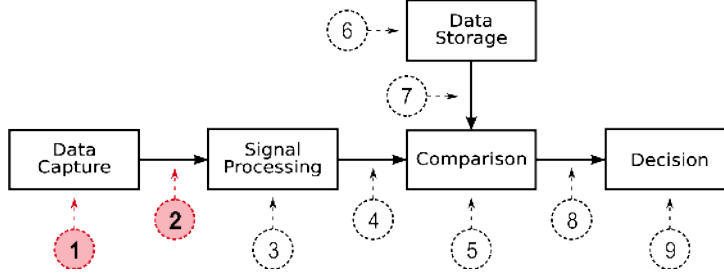 6
Data
Storage
7
Data
Capture
Signal
Processing
Comparison
Decision
1
2
3
4
5
8
9